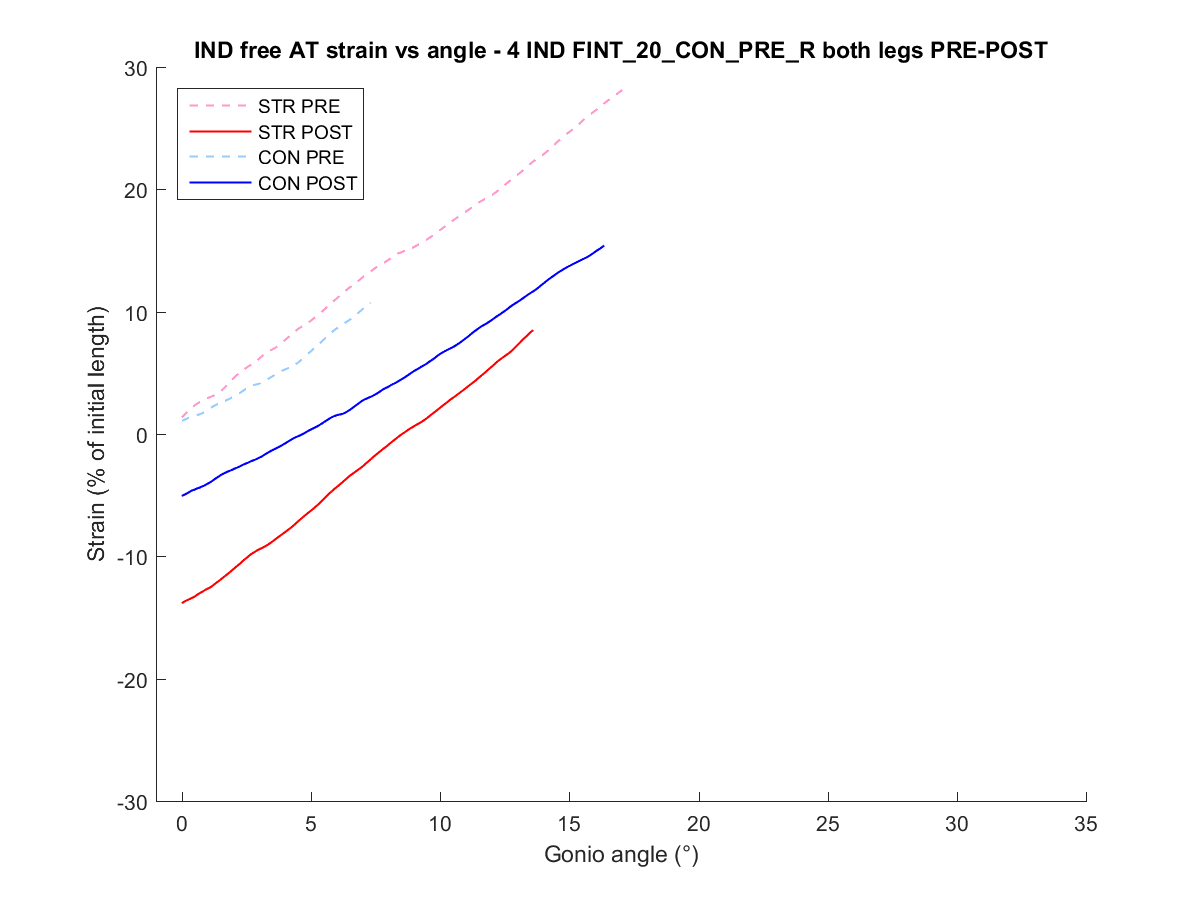 IND free AT strain vs angle - 4 IND FINT_20_CON_PRE_R both legs PRE-POST
STR PRE
STR POST
CON PRE
CON POST
Strain (% of initial length)
30
20
10
0
-10
-20
-30
0 5 10 15 20 25 30 35
Gonio angle (°)